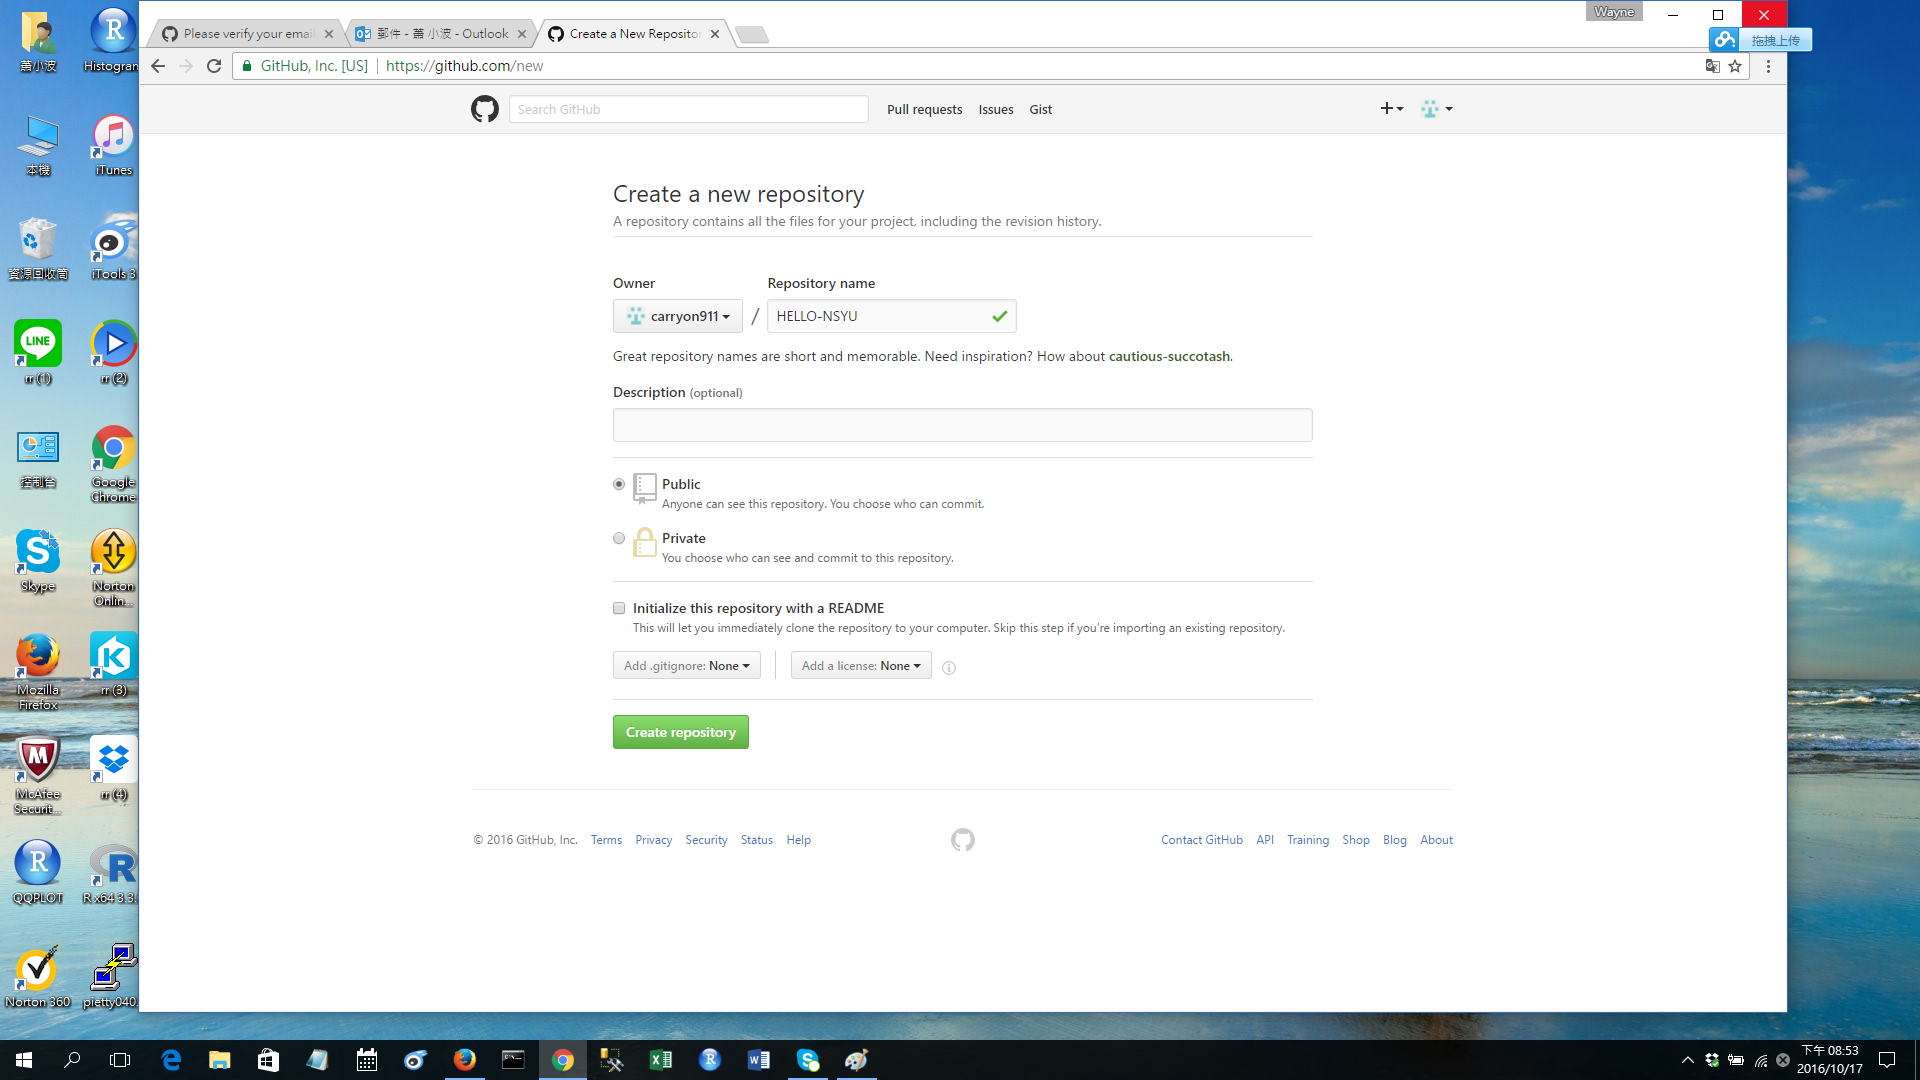 Wayne
Please verify your email
郵件 - 蕭 小波 - Outlook
Create a New Repositor
拖拽上传
GitHub, Inc. [US]
https://github.com/new
Search GitHub
Pull requests
Issues
Gist
Create a new repository
A repository contains all the files for your project, including the revision history.
Owner
Repository name
carryon911
/
HELLO-NSYU
Great repository names are short and memorable. Need inspiration? How about cautious-succotash.
Description (optional)
Public
Anyone can see this repository. You choose who can commit.
Private
You choose who can see and commit to this repository.
Initialize this repository with a README
This will let you immediately clone the repository to your computer. Skip this step if you’re importing an existing repository.
Add .gitignore: None
Add a license: None
Create repository
© 2016 GitHub, Inc.
Terms
Privacy
Security
Status
Help
Contact GitHub
API
Training
Shop
Blog
About
蕭小波
Histogram
本機
iTunes
資源回收筒
iTools 3
LINE
rr (1)
rr (2)
控制台
Google
Chrome
Skype
Norton
Onlin...
Mozilla
Firefox
rr (3)
McAfee
Securit...
rr (4)
QQPLOT
R x64 3.3.
Norton 360
pietty040.
下午 08:53
2016/10/17